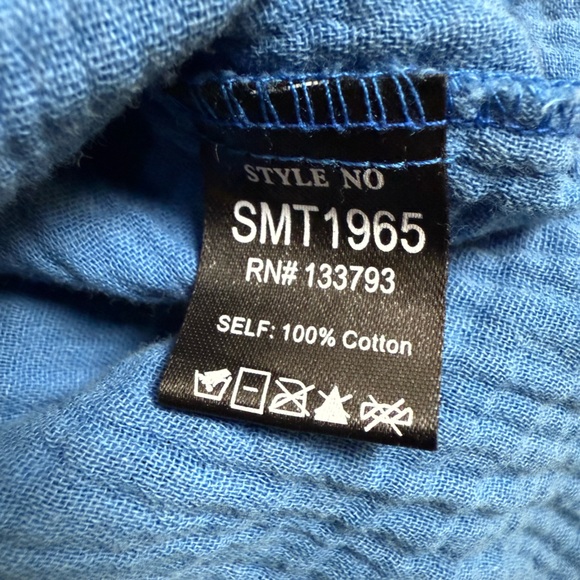 STYLE NO
SMT1965
RN# 133793
SELF: 100% Cotton